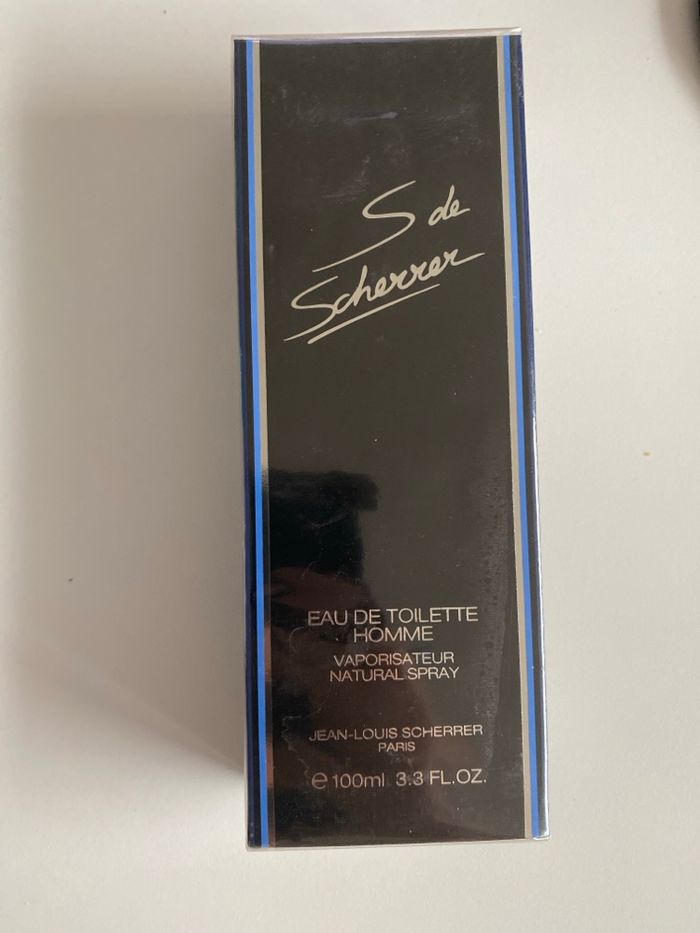 S de
Scherrer
EAU DE TOILETTE
HOMME
VAPORISATEUR
NATURAL SPRAY
JEAN-LOUIS SCHERRER
PARIS
℮ 100ml 3.3 FL.OZ.